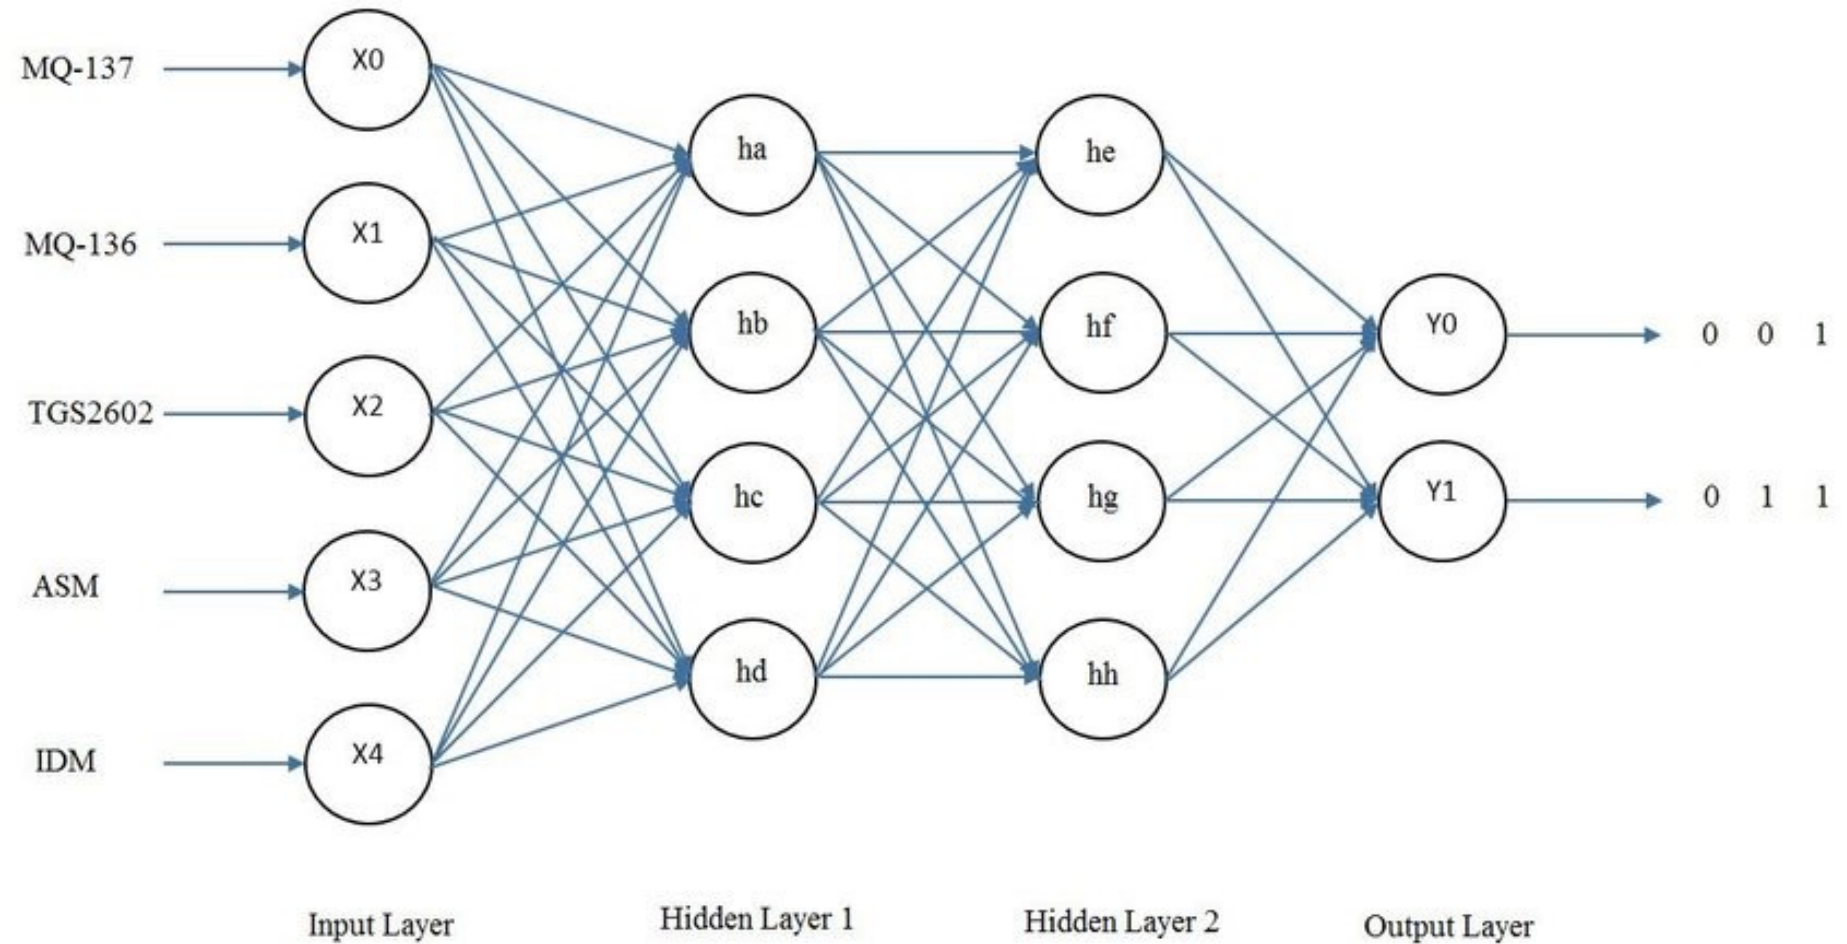 MQ-137
MQ-136
TGS2602
ASM
IDM
X0
X1
X2
X3
X4
ha
hb
hc
hd
he
hf
hg
hh
Y0
Y1
0 0 1
0 1 1
Input Layer
Hidden Layer 1
Hidden Layer 2
Output Layer